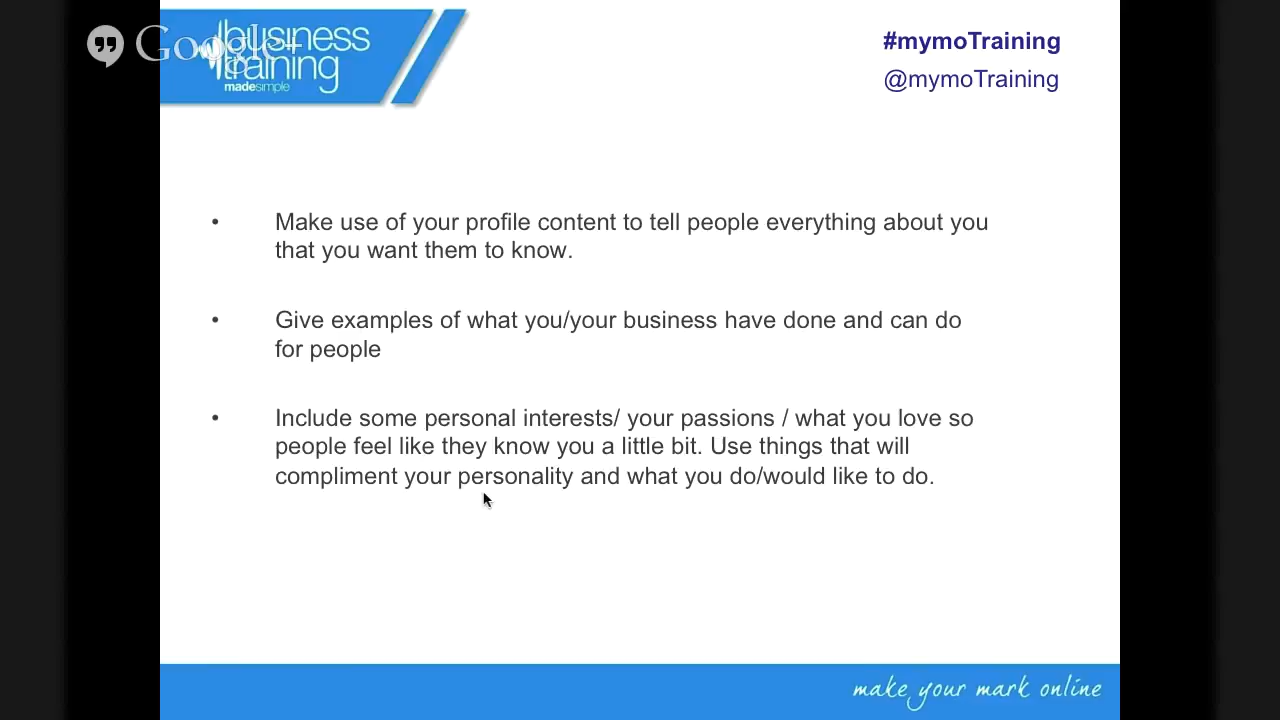 Google+
business
training
madesimple
#mymoTraining
@mymoTraining
• Make use of your profile content to tell people everything about you
that you want them to know.
• Give examples of what you/your business have done and can do
for people
• Include some personal interests/ your passions / what you love so
people feel like they know you a little bit. Use things that will
compliment your personality and what you do/would like to do.
make your mark online